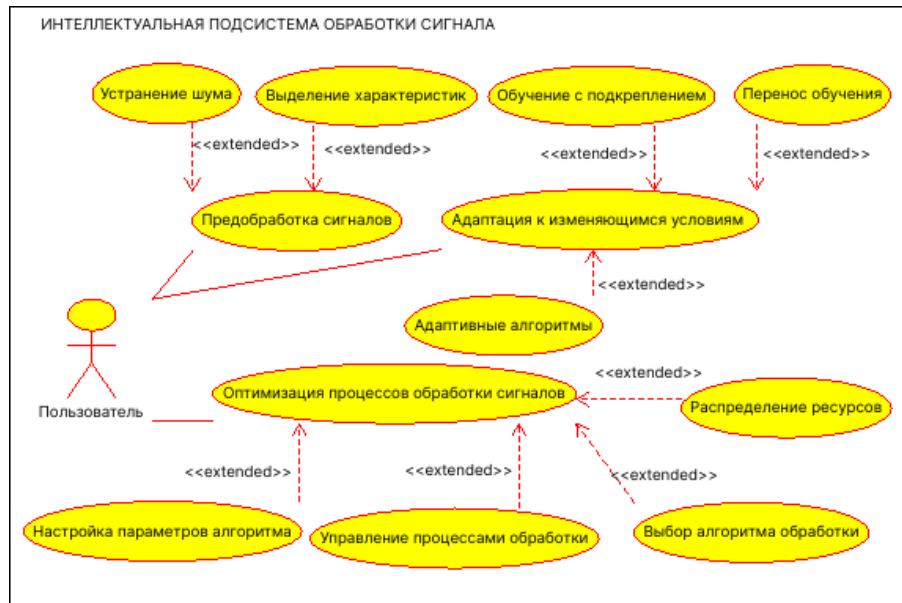 ИНТЕЛЛЕКТУАЛЬНАЯ ПОДСИСТЕМА ОБРАБОТКИ СИГНАЛА
Устранение шума
Выделение характеристик
Обучение с подкреплением
Перенос обучения
<<extended>>
<<extended>>
<<extended>>
<<extended>>
Предобработка сигналов
Адаптация к изменяющимся условиям
<<extended>>
Адаптивные алгоритмы
Пользователь
Оптимизация процессов обработки сигналов
<<extended>>
Распределение ресурсов
<<extended>>
<<extended>>
<<extended>>
Настройка параметров алгоритма
Управление процессами обработки
Выбор алгоритма обработки